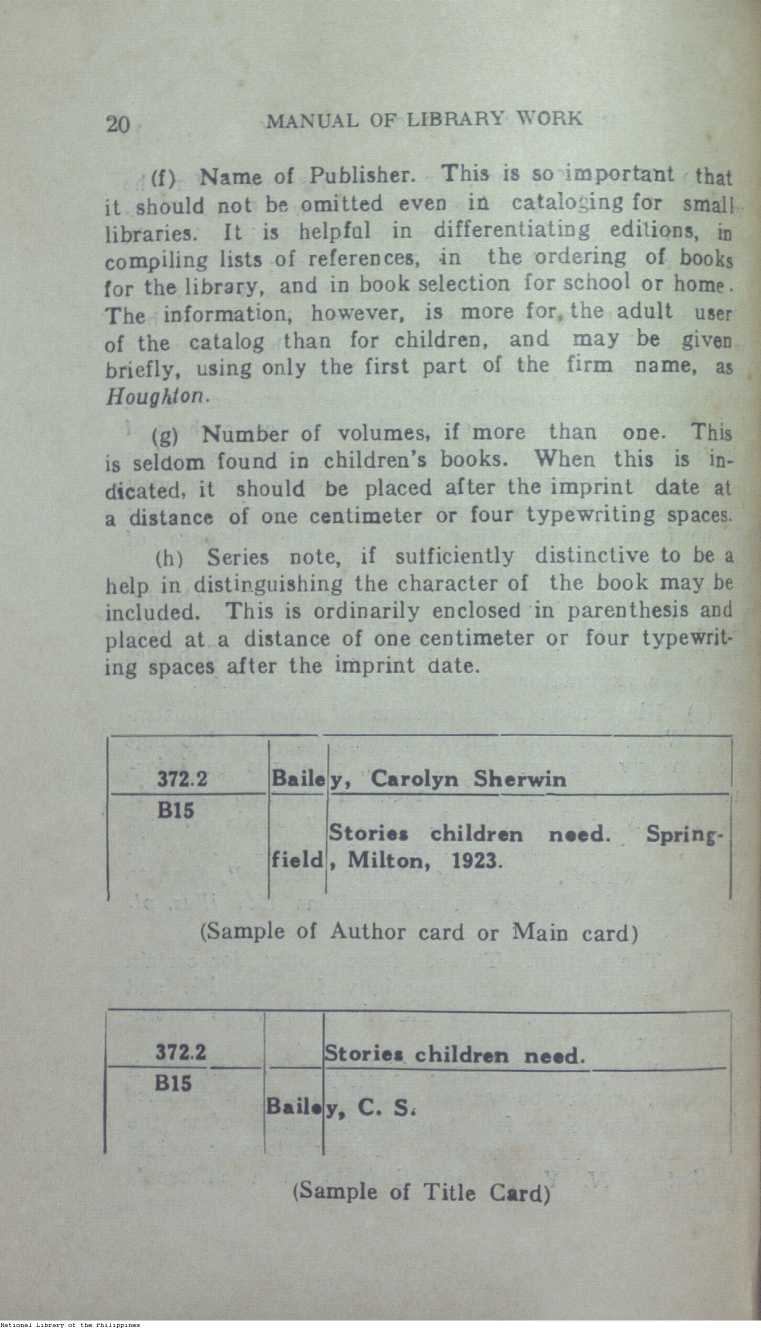 20 MANUAL OF LIBRARY WORK
(f) Name of Publisher. This is so important that
it should not be omitted even in cataloging for small
libraries. It is helpful in differentiating editions, in
compiling lists of references, in the ordering of books
for the library, and in book selection for school or home.
The information, however, is more for the adult user
of the catalog than for children, and may be given
briefly, using only the first part of the firm name, as
Houghton.
(g) Number of volumes, if more than one. This
is seldom found in children's books. When this is in-
dicated, it should be placed after the imprint date at
a distance of one centimeter or four typewriting spaces.
(h) Series note, if sufficiently distinctive to be a
help in distinguishing the character of the book may be
included. This is ordinarily enclosed in parenthesis and
placed at a distance of one centimeter or four typewrit-
ing spaces after the imprint date.
372.2 Bailey, Carolyn Sherwin
B15
Stories children need. Spring-
field, Milton, 1923.
(Sample of Author card or Main card)
372.2 Stories children need.
B15
Bailey, C. S.
(Sample of Title Card)
National Library of the Philippines